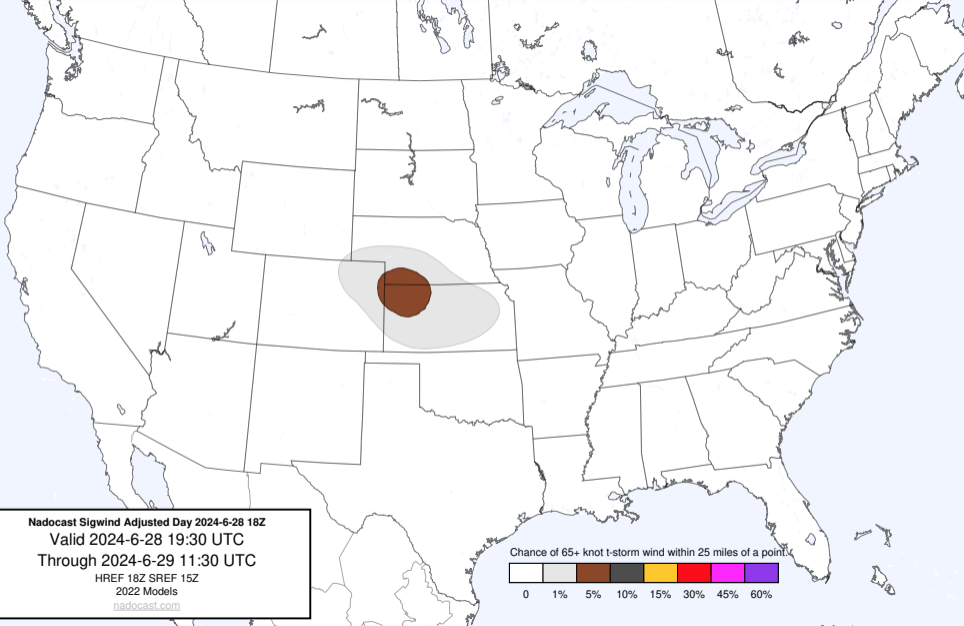 Nadocast Sigwind Adjusted Day 2024-6-28 18Z
Valid 2024-6-28 19:30 UTC
Through 2024-6-29 11:30 UTC
HREF 18Z SREF 15Z
2022 Models
nadocast.com
Chance of 65+ knot t-storm wind within 25 miles of a point.
0 1% 5% 10% 15% 30% 45% 60%